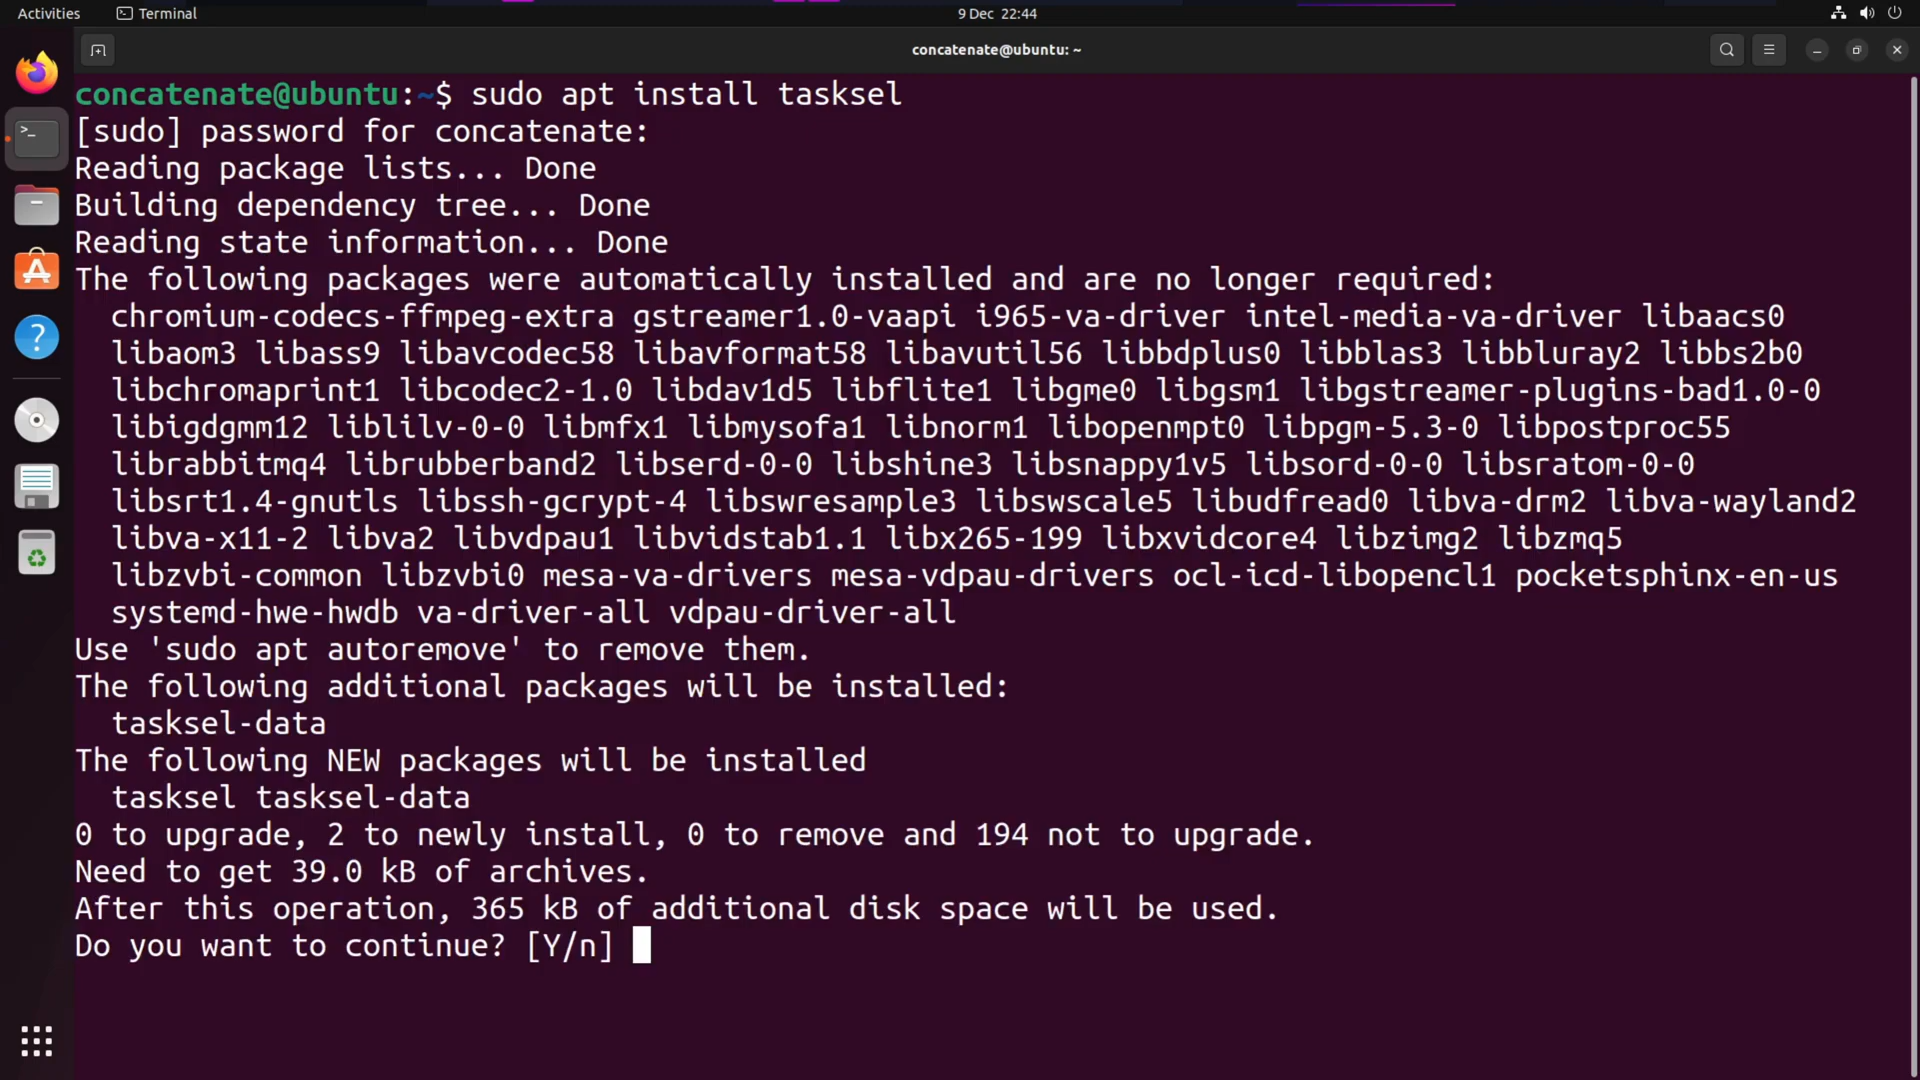 Activities
Terminal
9 Dec 22:44
concatenate@ubuntu: ~
concatenate@ubuntu:~$ sudo apt install tasksel
[sudo] password for concatenate:
Reading package lists... Done
Building dependency tree... Done
Reading state information... Done
The following packages were automatically installed and are no longer required:
chromium-codecs-ffmpeg-extra gstreamer1.0-vaapi i965-va-driver intel-media-va-driver libaacs0
libaom3 libass9 libavcodec58 libavformat58 libavutil56 libbdplus0 libblas3 libbluray2 libbs2b0
libchromaprint1 libcodec2-1.0 libdav1d5 libflite1 libgme0 libgsm1 libgstreamer-plugins-bad1.0-0
libigdgmm12 liblilv-0-0 libmfx1 libmysofa1 libnorm1 libopenmpt0 libpgm-5.3-0 libpostproc55
librabbitmq4 librubberband2 libserd-0-0 libshine3 libsnappy1v5 libsord-0-0 libsratom-0-0
libsrt1.4-gnutls libssh-gcrypt-4 libswresample3 libswscale5 libudfread0 libva-drm2 libva-wayland2
libva-x11-2 libva2 libvdpau1 libvidstab1.1 libx265-199 libxvidcore4 libzimg2 libzmq5
libzvbi-common libzvbi0 mesa-va-drivers mesa-vdpau-drivers ocl-icd-libopencl1 pocketsphinx-en-us
systemd-hwe-hwdb va-driver-all vdpau-driver-all
Use 'sudo apt autoremove' to remove them.
The following additional packages will be installed:
tasksel-data
The following NEW packages will be installed
tasksel tasksel-data
0 to upgrade, 2 to newly install, 0 to remove and 194 not to upgrade.
Need to get 39.0 kB of archives.
After this operation, 365 kB of additional disk space will be used.
Do you want to continue? [Y/n]